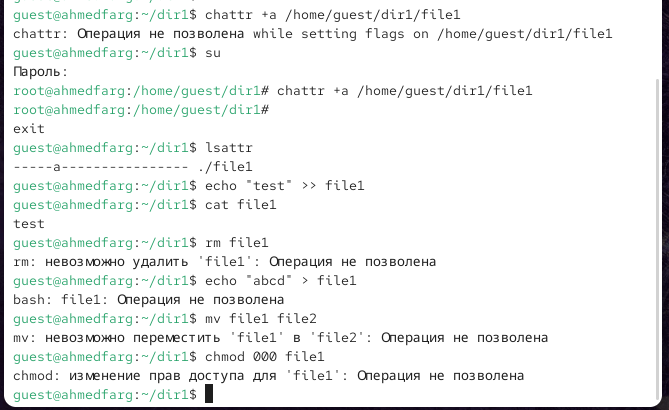 guest@ahmedfarg:~/dir1$ chattr +a /home/guest/dir1/file1
chattr: Операция не позволена while setting flags on /home/guest/dir1/file1
guest@ahmedfarg:~/dir1$ su
Пароль:
root@ahmedfarg:/home/guest/dir1# chattr +a /home/guest/dir1/file1
root@ahmedfarg:/home/guest/dir1#
exit
guest@ahmedfarg:~/dir1$ lsattr
-----a---------------- ./file1
guest@ahmedfarg:~/dir1$ echo "test" >> file1
guest@ahmedfarg:~/dir1$ cat file1
test
guest@ahmedfarg:~/dir1$ rm file1
rm: невозможно удалить 'file1': Операция не позволена
guest@ahmedfarg:~/dir1$ echo "abcd" > file1
bash: file1: Операция не позволена
guest@ahmedfarg:~/dir1$ mv file1 file2
mv: невозможно переместить 'file1' в 'file2': Операция не позволена
guest@ahmedfarg:~/dir1$ chmod 000 file1
chmod: изменение прав доступа для 'file1': Операция не позволена
guest@ahmedfarg:~/dir1$